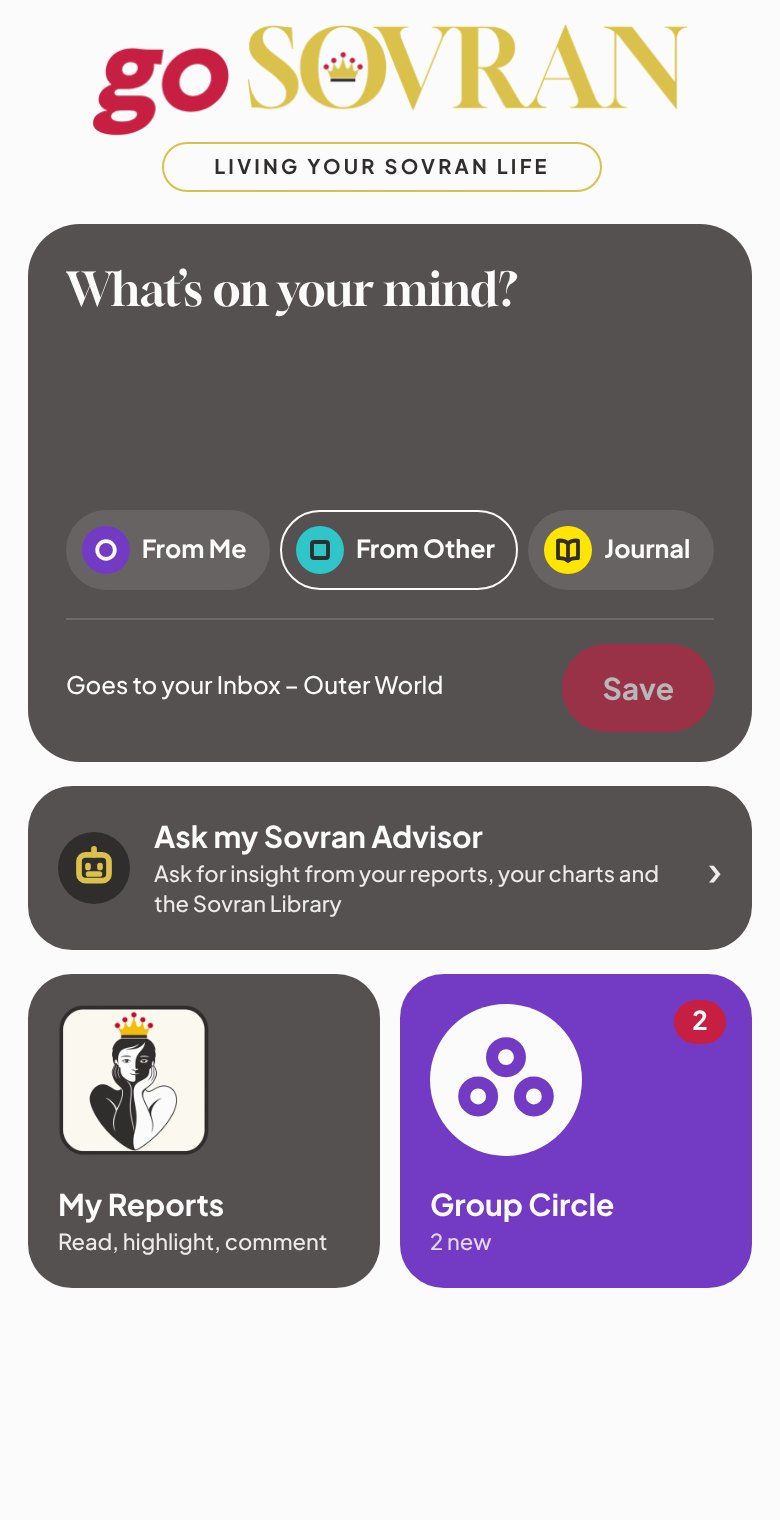 go SOVRAN
LIVING YOUR SOVRAN LIFE
What's on your mind?
From Me
From Other
Journal
Goes to your Inbox – Outer World
Save
Ask my Sovran Advisor
Ask for insight from your reports, your charts and
the Sovran Library
2
My Reports
Read, highlight, comment
Group Circle
2 new